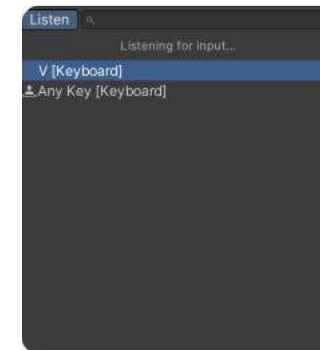 Listen
Listening for input...
V [Keyboard]
Any Key [Keyboard]